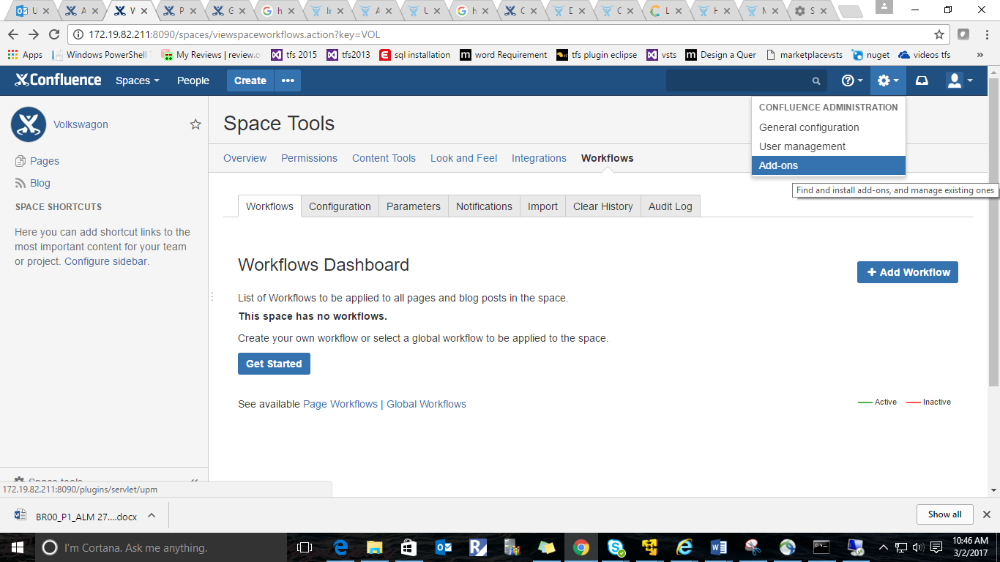 U
A
W
P
G
h
In
A
U
h
C
D
C
L
H
M
S
172.19.82.211:8090/spaces/viewspaceworkflows.action?key=VOL
Apps
Windows PowerShell
My Reviews | review.
tfs 2015
tfs2013
sql installation
word Requirement
tfs plugin eclipse
vsts
Design a Quer
marketplacevsts
nuget
videos tfs
»
Confluence
Spaces
People
Create
•••
Volkswagon
Pages
Blog
SPACE SHORTCUTS
Here you can add shortcut links to the
most important content for your team
or project. Configure sidebar.
Space tools
Space Tools
Overview
Permissions
Content Tools
Look and Feel
Integrations
Workflows
CONFLUENCE ADMINISTRATION
General configuration
User management
Add-ons
Find and install add-ons, and manage existing ones
Workflows
Configuration
Parameters
Notifications
Import
Clear History
Audit Log
Workflows Dashboard
+ Add Workflow
List of Workflows to be applied to all pages and blog posts in the space.
This space has no workflows.
Create your own workflow or select a global workflow to be applied to the space.
Get Started
See available Page Workflows | Global Workflows
Active
Inactive
172.19.82.211:8090/plugins/servlet/upm
BR00_P1_ALM 27....docx
Show all
I'm Cortana. Ask me anything.
10:46 AM
3/2/2017